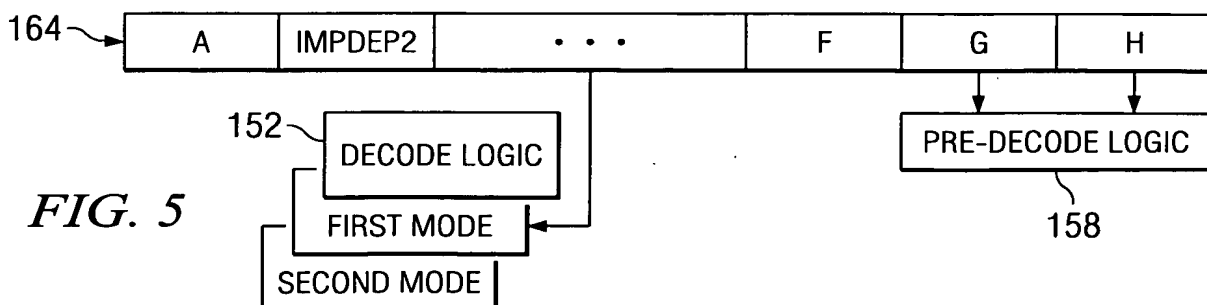 164 A IMPDEP2 • • • F G H
152 DECODE LOGIC PRE-DECODE LOGIC
FIG. 5 FIRST MODE 158
SECOND MODE